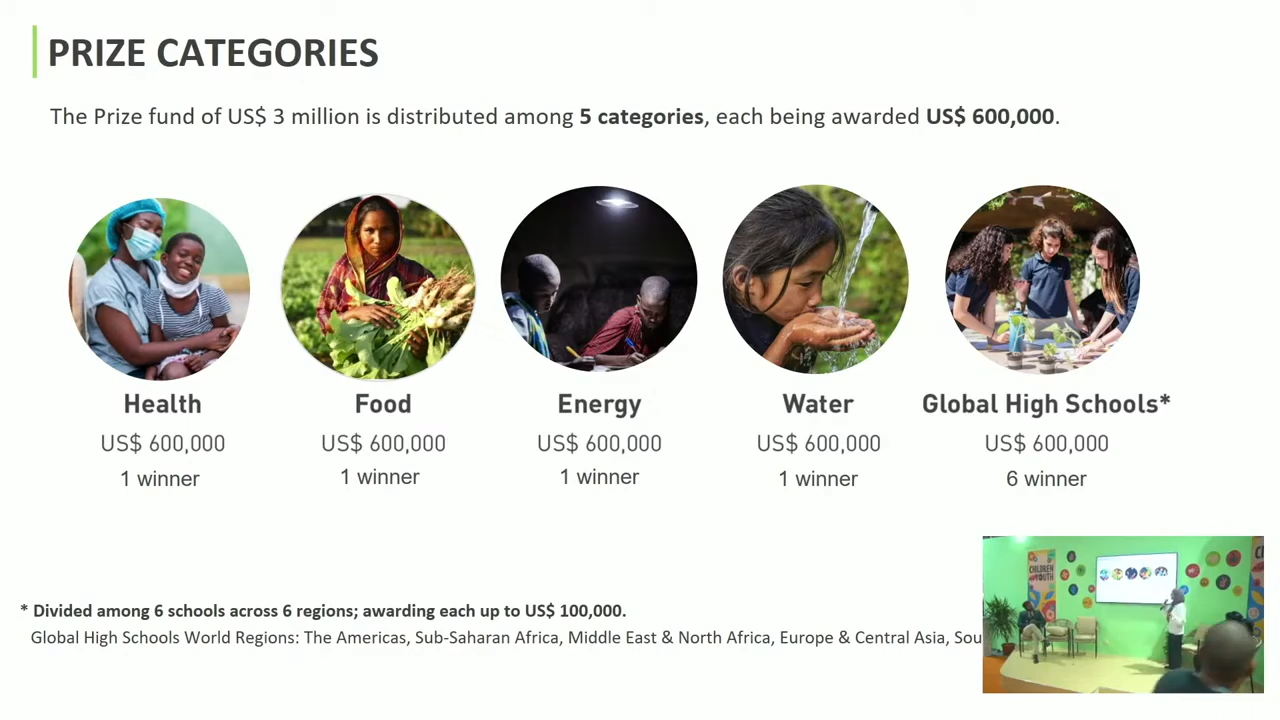 PRIZE CATEGORIES
The Prize fund of US$ 3 million is distributed among 5 categories, each being awarded US$ 600,000.
Health
US$ 600,000
1 winner
Food
US$ 600,000
1 winner
Energy
US$ 600,000
1 winner
Water
US$ 600,000
1 winner
Global High Schools*
US$ 600,000
6 winner
* Divided among 6 schools across 6 regions; awarding each up to US$ 100,000.
Global High Schools World Regions: The Americas, Sub-Saharan Africa, Middle East & North Africa, Europe & Central Asia,
CHILDREN
YOUTH